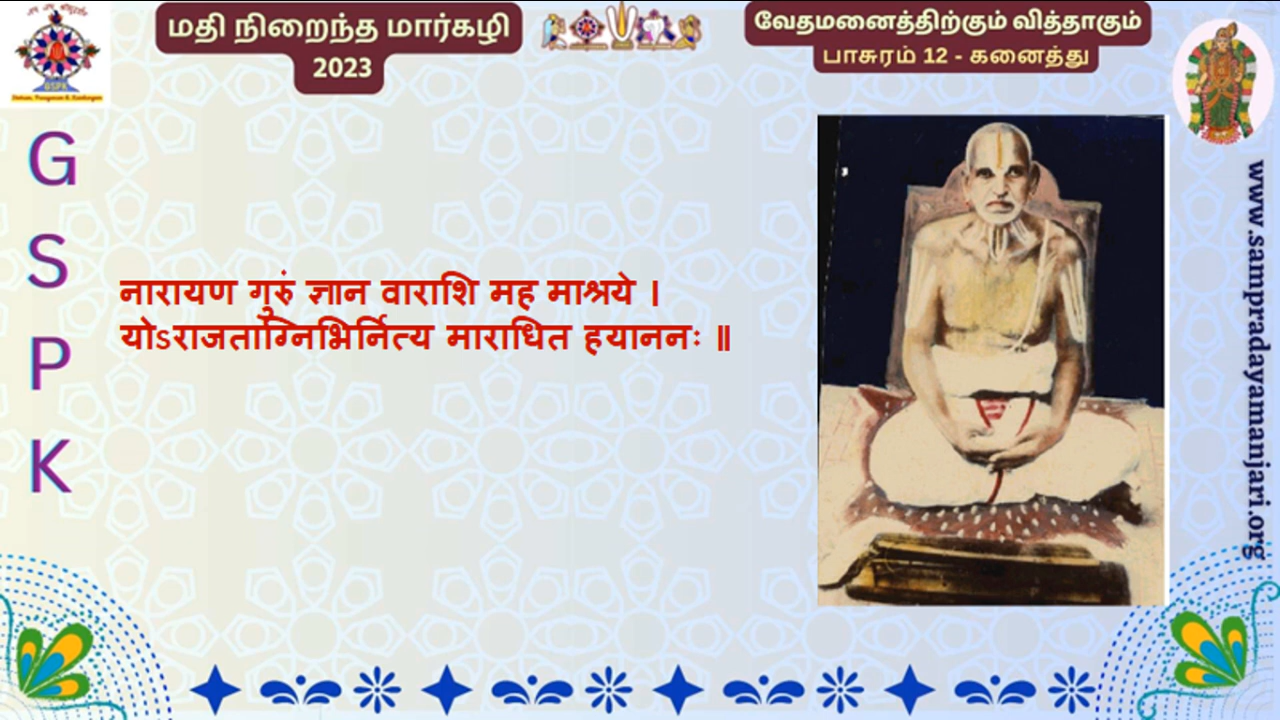 மதி நிறைந்த மார்கழி
2023
வேதமனைத்திற்கும் வித்தாகும்
பாசுரம் 12 - கனைத்து
G
S
P
K
नारायण गुरुं ज्ञान वाराशि मह माश्रये ।
योऽराजताग्निभिर्नित्य माराधित हयाननः ॥
www.sampradayamanjari.org